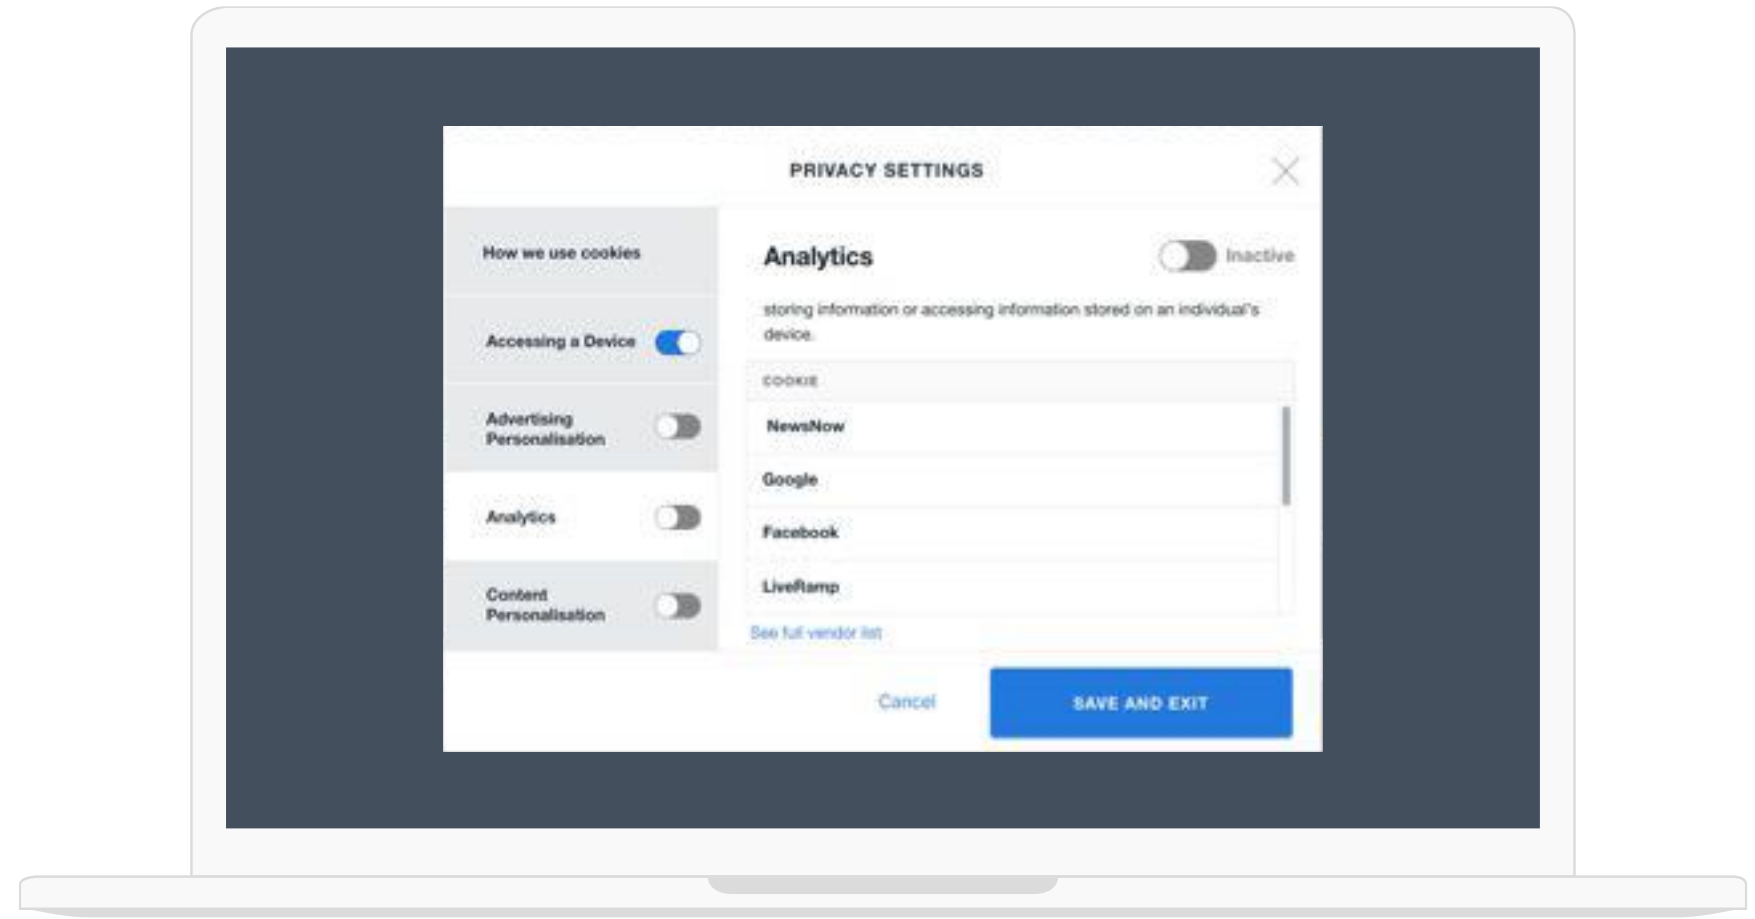 PRIVACY SETTINGS
How we use cookies
Accessing a Device
Advertising
Personalisation
Analytics
Content
Personalisation
Analytics
Inactive
storing information or accessing information stored on an individual's
device.
COOKIE
NewsNow
Google
Facebook
LiveRamp
See full vendor list
Cancel
SAVE AND EXIT